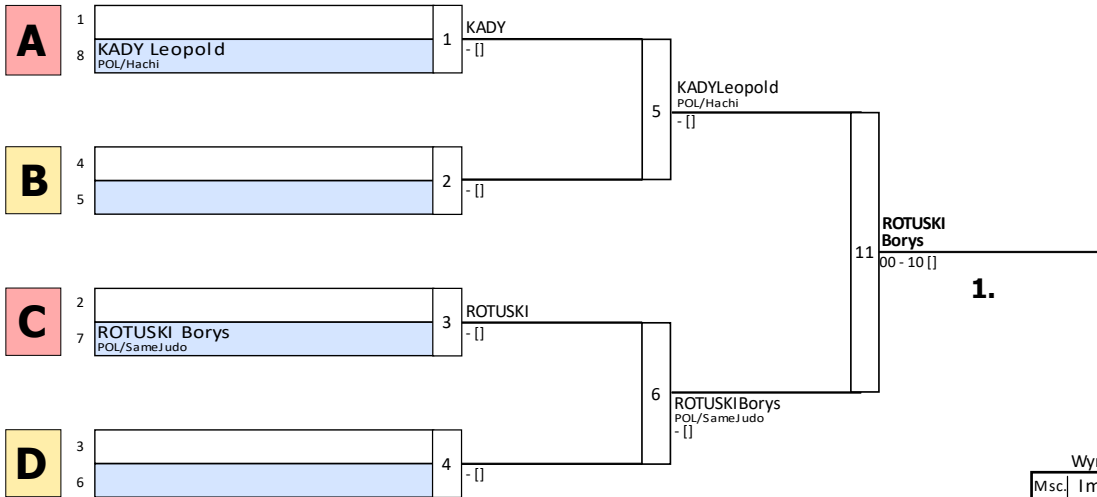 A
1
8
KADY Leopold
POL/Hachi
1
KADY
- []
B
4
5
2
- []
5
KADYLeopold
POL/Hachi
- []
C
2
7
ROTUSKI Borys
POL/SameJudo
3
ROTUSKI
- []
D
3
6
4
- []
6
ROTUSKIBorys
POL/SameJudo
- []
11
ROTUSKI
Borys
00 - 10 []
1.
Msc.